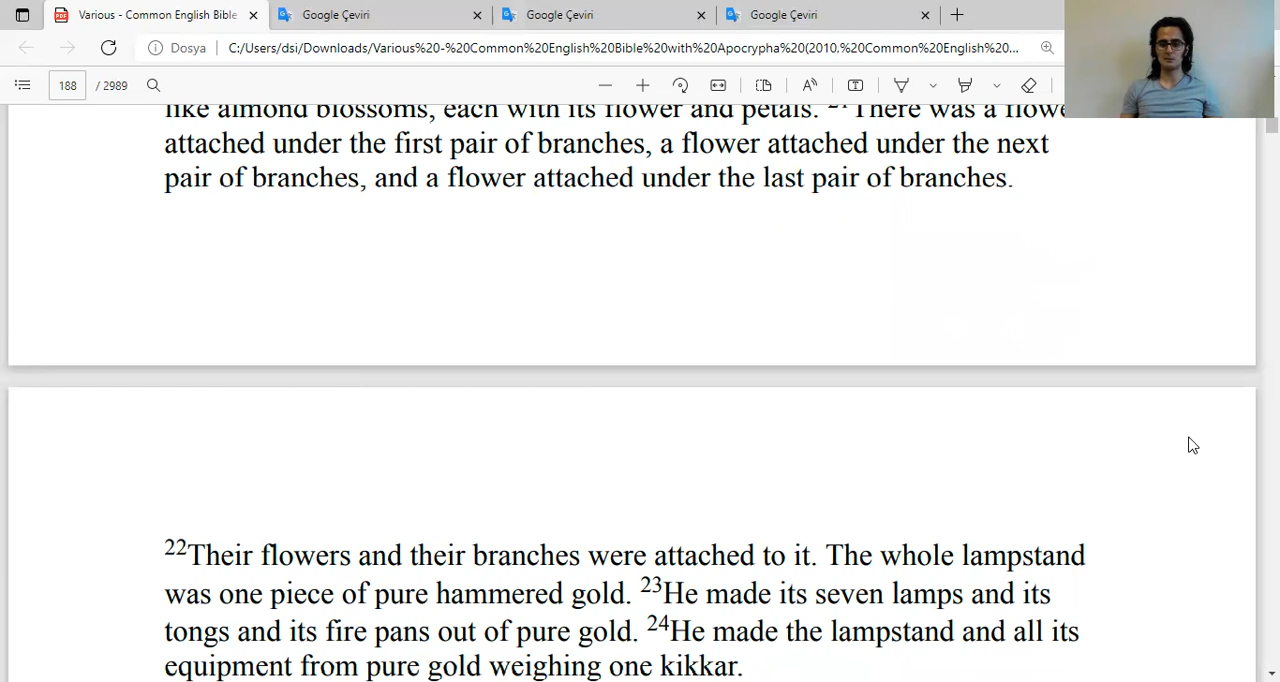 Various - Common English Bible
Google Çeviri
Google Çeviri
Google Çeviri
Dosya
C:/Users/dsi/Downloads/Various%20-%20Common%20English%20Bible%20with%20Apocrypha%20(2010.%20Common%20English%20...
188 / 2989
like almond blossoms, each with its flower and petals. 21There was a flowe
attached under the first pair of branches, a flower attached under the next
pair of branches, and a flower attached under the last pair of branches.
22Their flowers and their branches were attached to it. The whole lampstand
was one piece of pure hammered gold. 23He made its seven lamps and its
tongs and its fire pans out of pure gold. 24He made the lampstand and all its
equipment from pure gold weighing one kikkar.